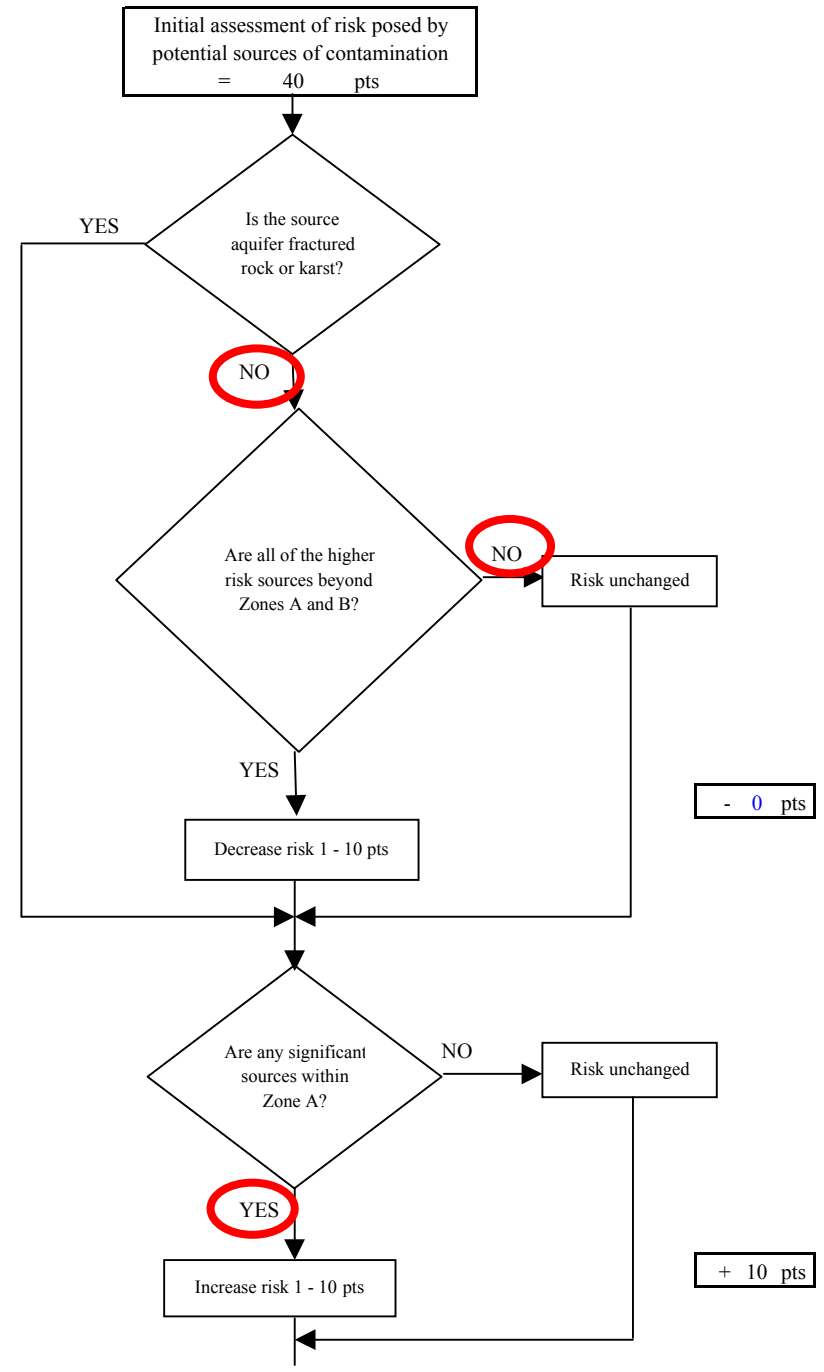 Initial assessment of risk posed by
potential sources of contamination
= 40 pts
YES
Is the source
aquifer fractured
rock or karst?
NO
Are all of the higher
risk sources beyond
Zones A and B?
NO
Risk unchanged
YES
- 0 pts
Decrease risk 1 - 10 pts
Are any significant
sources within
Zone A?
NO
Risk unchanged
YES
Increase risk 1 - 10 pts
+ 10 pts